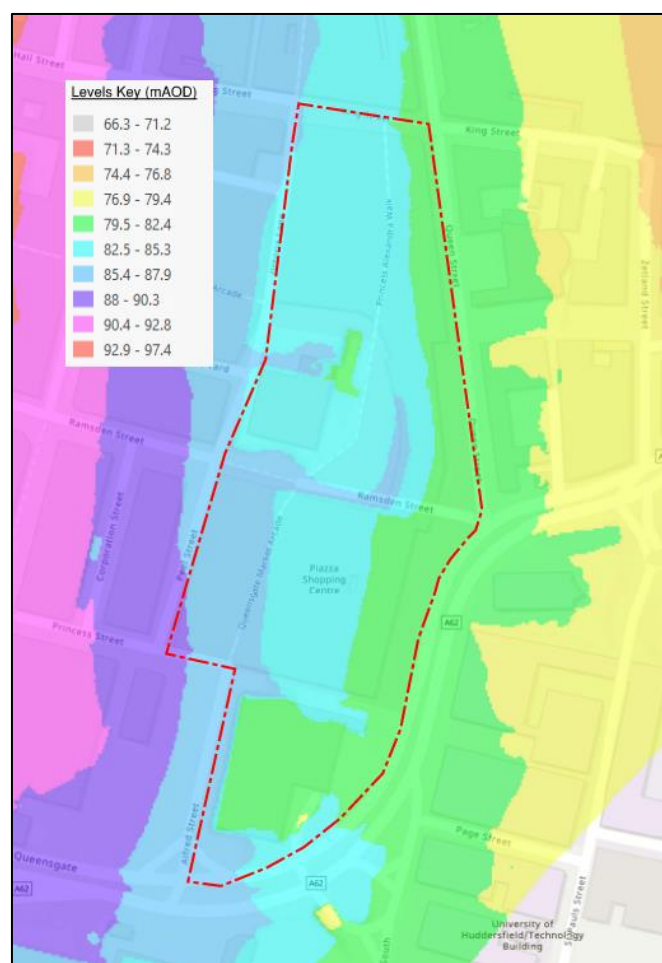 Hall Street
Levels Key (mAOD)
66.3 - 71.2
71.3 - 74.3
74.4 - 76.8
76.9 - 79.4
79.5 - 82.4
82.5 - 85.3
85.4 - 87.9
88 - 90.3
90.4 - 92.8
92.9 - 97.4
Street
King Street
Queen Street
Princess Alexandra Walk
Zetland Street
Arcade
Ramsden Street
Ramsden Street
Corporation Street
Peel Street
Queensgate Market Arcade
Piazza
Shopping
Centre
A62
Princess Street
Alfred Street
Page Street
Queensgate
A62
A62
University of
Huddersfield/Technology
Building
St Pauls Street
South